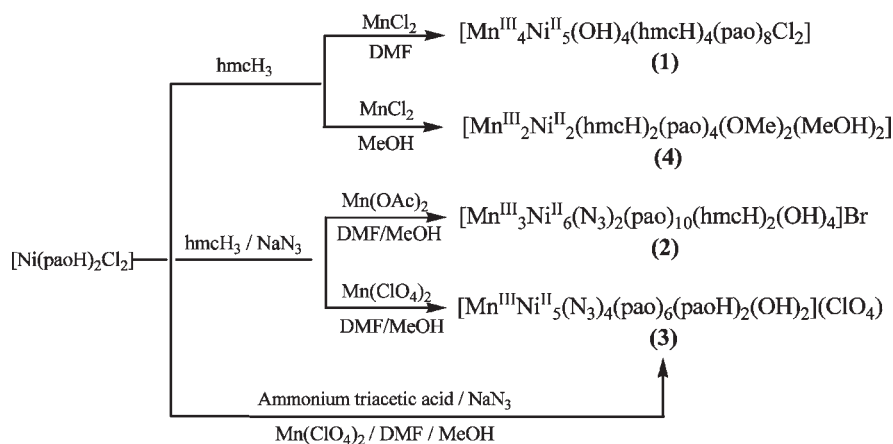 MnCl₂
DMF
[Mnᴵᴵᴵ₄Niᴵᴵ₅(OH)₄(hmcH)₄(pao)₈Cl₂]
(1)
hmcH₃
MnCl₂
MeOH
[Mnᴵᴵᴵ₂Niᴵᴵ₂(hmcH)₂(pao)₄(OMe)₂(MeOH)₂]
(4)
Mn(OAc)₂
DMF/MeOH
[Mnᴵᴵᴵ₃Niᴵᴵ₆(N₃)₂(pao)₁₀(hmcH)₂(OH)₄]Br
(2)
[Ni(paoH)₂Cl₂]
hmcH₃ / NaN₃
Mn(ClO₄)₂
DMF/MeOH
[MnᴵᴵᴵNiᴵᴵ₅(N₃)₄(pao)₆(paoH)₂(OH)₂](ClO₄)
(3)
Ammonium triacetic acid / NaN₃
Mn(ClO₄)₂ / DMF / MeOH